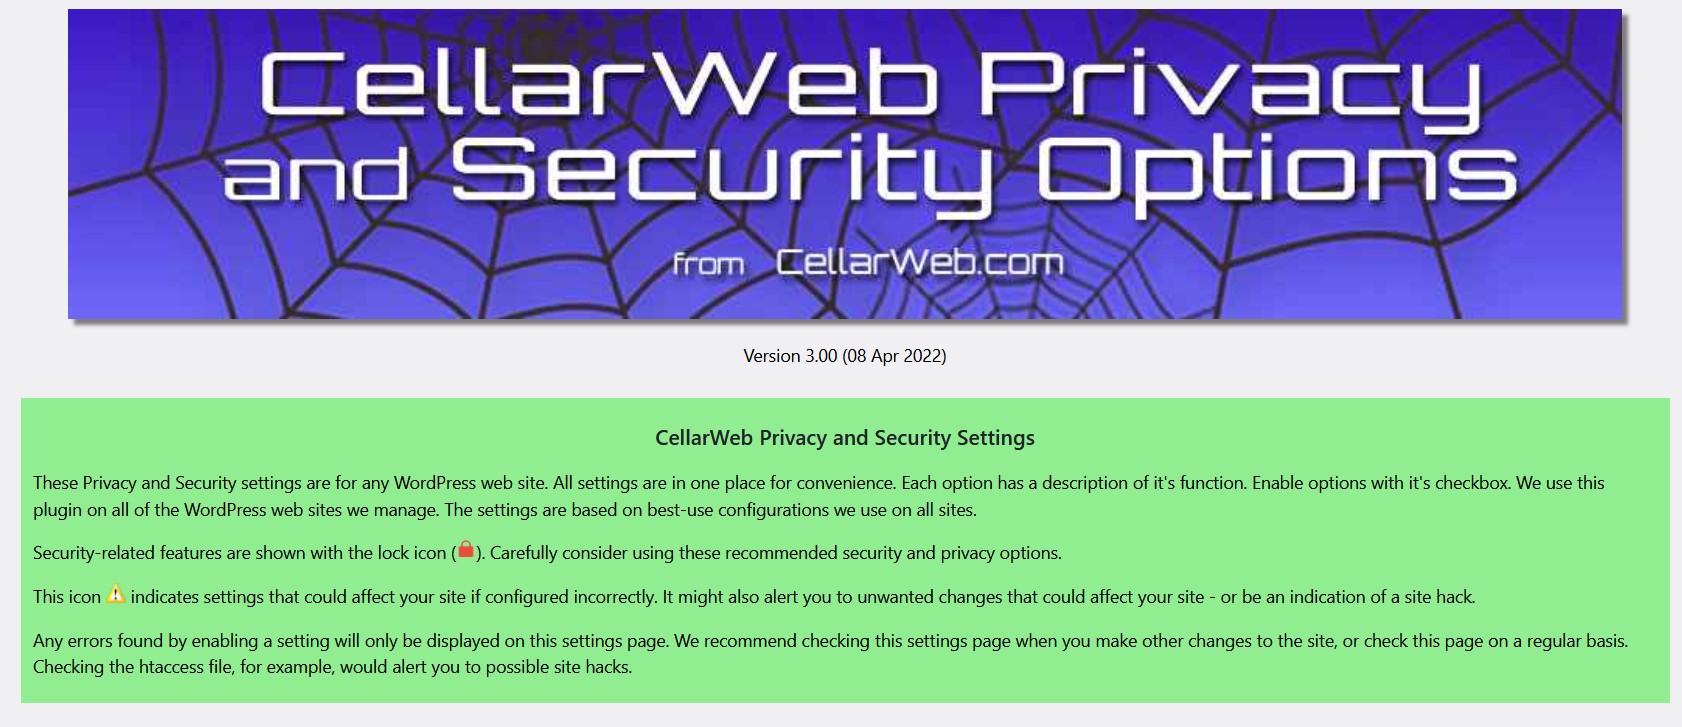 CellarWeb Privacy
and Security Options
from CellarWeb.com
Version 3.00 (08 Apr 2022)
CellarWeb Privacy and Security Settings
These Privacy and Security settings are for any WordPress web site. All settings are in one place for convenience. Each option has a description of it's function. Enable options with it's checkbox. We use this
plugin on all of the WordPress web sites we manage. The settings are based on best-use configurations we use on all sites.
Security-related features are shown with the lock icon ( ). Carefully consider using these recommended security and privacy options.
This icon indicates settings that could affect your site if configured incorrectly. It might also alert you to unwanted changes that could affect your site - or be an indication of a site hack.
Any errors found by enabling a setting will only be displayed on this settings page. We recommend checking this settings page when you make other changes to the site, or check this page on a regular basis.
Checking the htaccess file, for example, would alert you to possible site hacks.